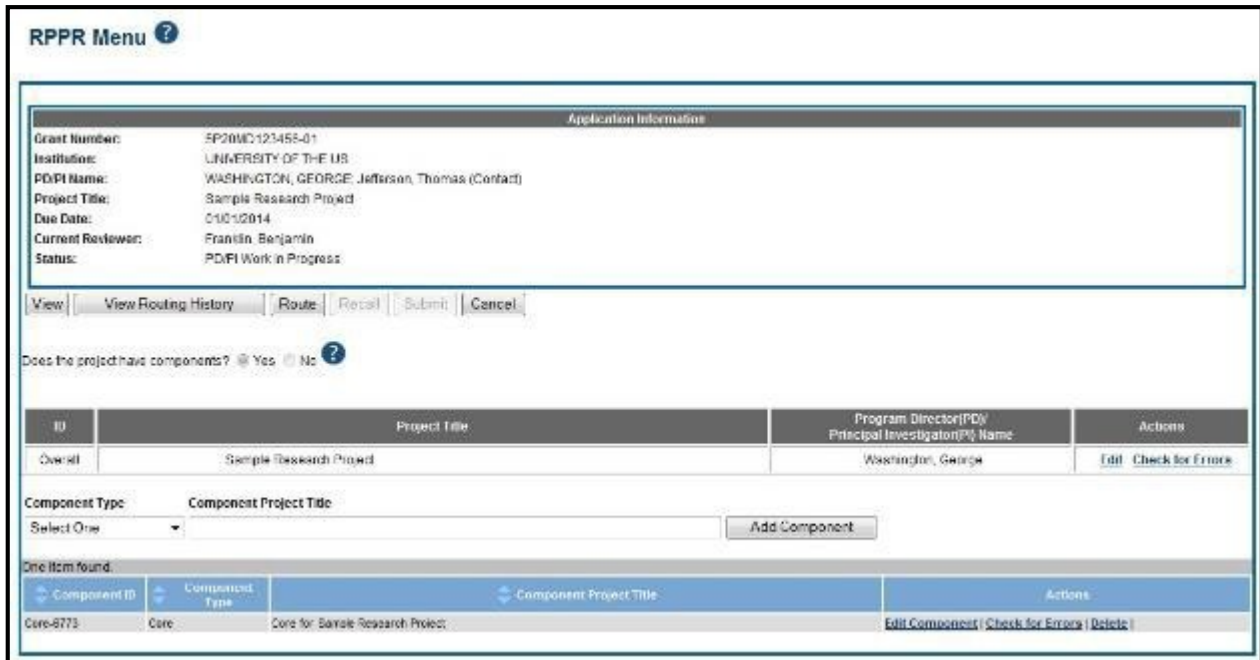 RPPR Menu ?
Application Information
Grant Number: 5P20MD123456-01
Institution: UNIVERSITY OF THE US
PD/PI Name: WASHINGTON, GEORGE; Jefferson, Thomas (Contact)
Project Title: Sample Research Project
Due Date: 01/01/2014
Current Reviewer: Franklin, Benjamin
Status: PD/PI Work in Progress
View View Routing History Route Recall Submit Cancel
Does the project have components? Yes No ?
ID Project Title Program Director(PD)/ Principal Investigator(PI) Name Actions
Overall Sample Research Project Washington, George Edit Check for Errors
Component Type Component Project Title
Select One Add Component
One item found.
Component ID Component Type Component Project Title Actions
Core-6773 Core Core for Sample Research Project Edit Component | Check for Errors | Delete |